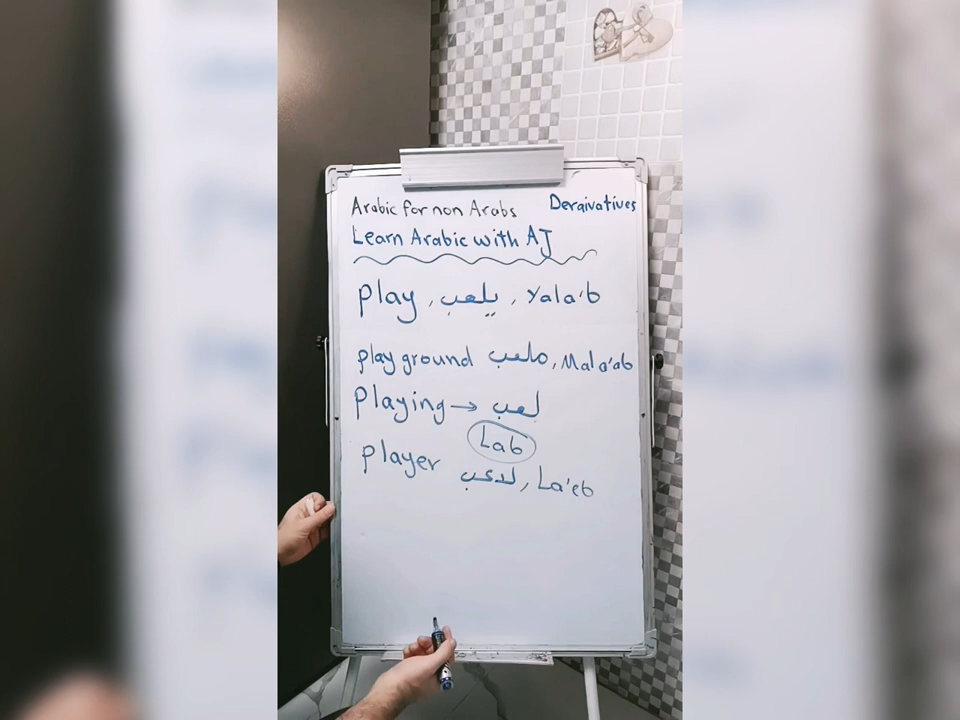 Arabic for non Arabs
Deraivatives
Learn Arabic with AJ
play, يلعب, Yala'b
play ground ملعب, Mala'ab
playing → لعب
Lab
player لاعب, La'eb